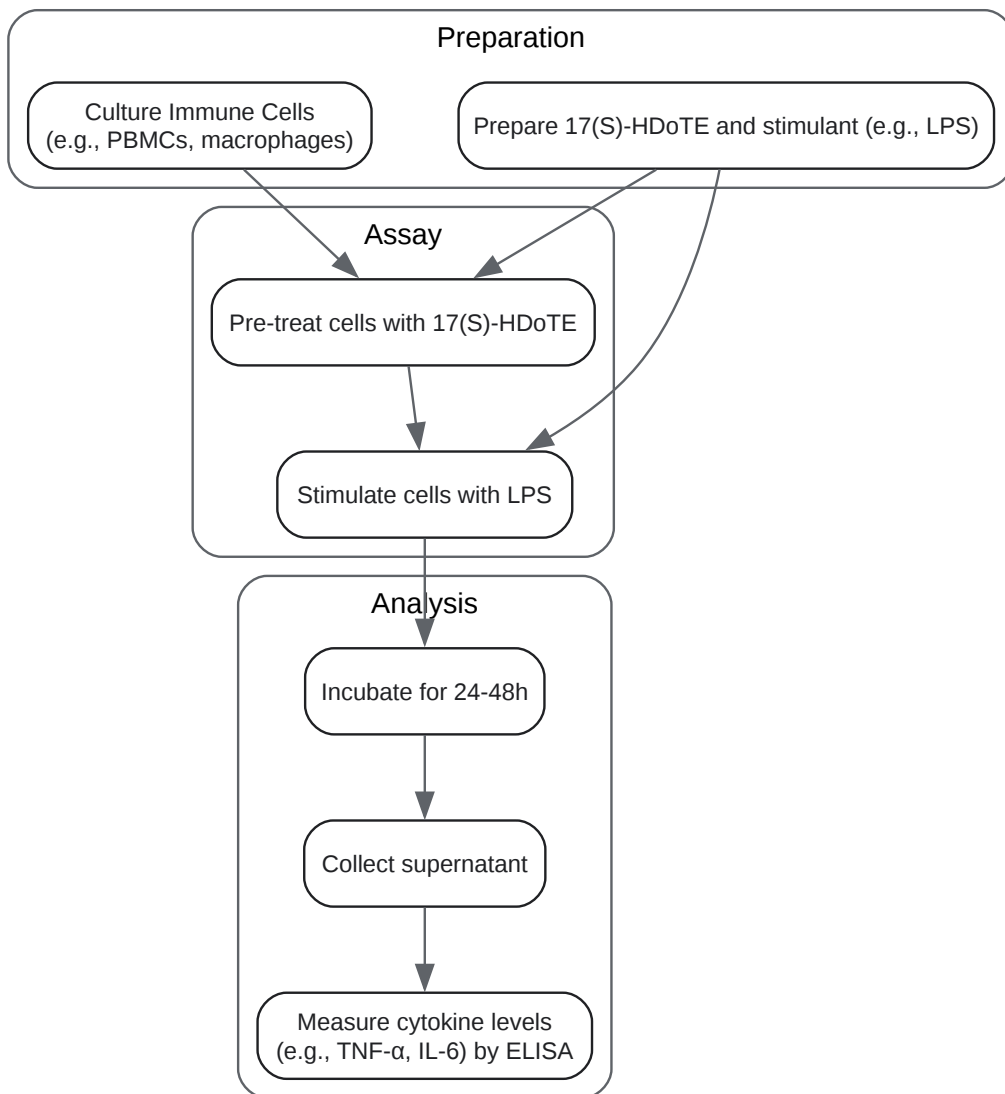 Preparation
Culture Immune Cells
(e.g., PBMCs, macrophages)
Prepare 17(S)-HDoTE and stimulant (e.g., LPS)
Assay
Pre-treat cells with 17(S)-HDoTE
Stimulate cells with LPS
Analysis
Incubate for 24-48h
Collect supernatant
Measure cytokine levels
(e.g., TNF-α, IL-6) by ELISA